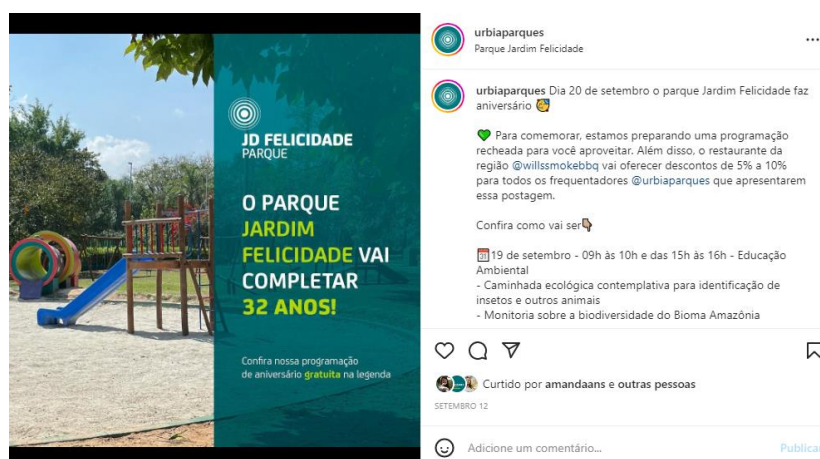 JD FELICIDADE
PARQUE
O PARQUE
JARDIM
FELICIDADE VAI
COMPLETAR
32 ANOS!
Confira nossa programação
de aniversário gratuita na legenda
urbiaparques
Parque Jardim Felicidade
urbiaparques Dia 20 de setembro o parque Jardim Felicidade faz
aniversário 🥳
💚 Para comemorar, estamos preparando uma programação
recheada para você aproveitar. Além disso, o restaurante da
região @willssmokebbq vai oferecer descontos de 5% a 10%
para todos os frequentadores @urbiaparques que apresentarem
essa postagem.
Confira como vai ser👇🏽
📅19 de setembro - 09h às 10h e das 15h às 16h - Educação
Ambiental
- Caminhada ecológica contemplativa para identificação de
insetos e outros animais
- Monitoria sobre a biodiversidade do Bioma Amazônia
Curtido por amandaans e outras pessoas
SETEMBRO 12
Adicione um comentário...
Publicar